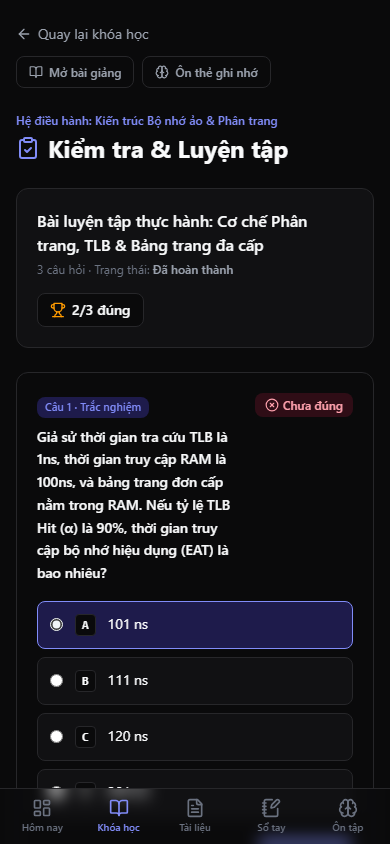 Quay lại khóa học
Mở bài giảng
Ôn thẻ ghi nhớ
Hệ điều hành: Kiến trúc Bộ nhớ ảo & Phân trang
Kiểm tra & Luyện tập
Bài luyện tập thực hành: Cơ chế Phân
trang, TLB & Bảng trang đa cấp
3 câu hỏi · Trạng thái: Đã hoàn thành
2/3 đúng
Câu 1 · Trắc nghiệm
Chưa đúng
Giả sử thời gian tra cứu TLB là
1ns, thời gian truy cập RAM là
100ns, và bảng trang đơn cấp
nằm trong RAM. Nếu tỷ lệ TLB
Hit (α) là 90%, thời gian truy
cập bộ nhớ hiệu dụng (EAT) là
bao nhiêu?
A 101 ns
B 111 ns
C 120 ns
Hôm nay
Khóa học
Tài liệu
Sổ tay
Ôn tập